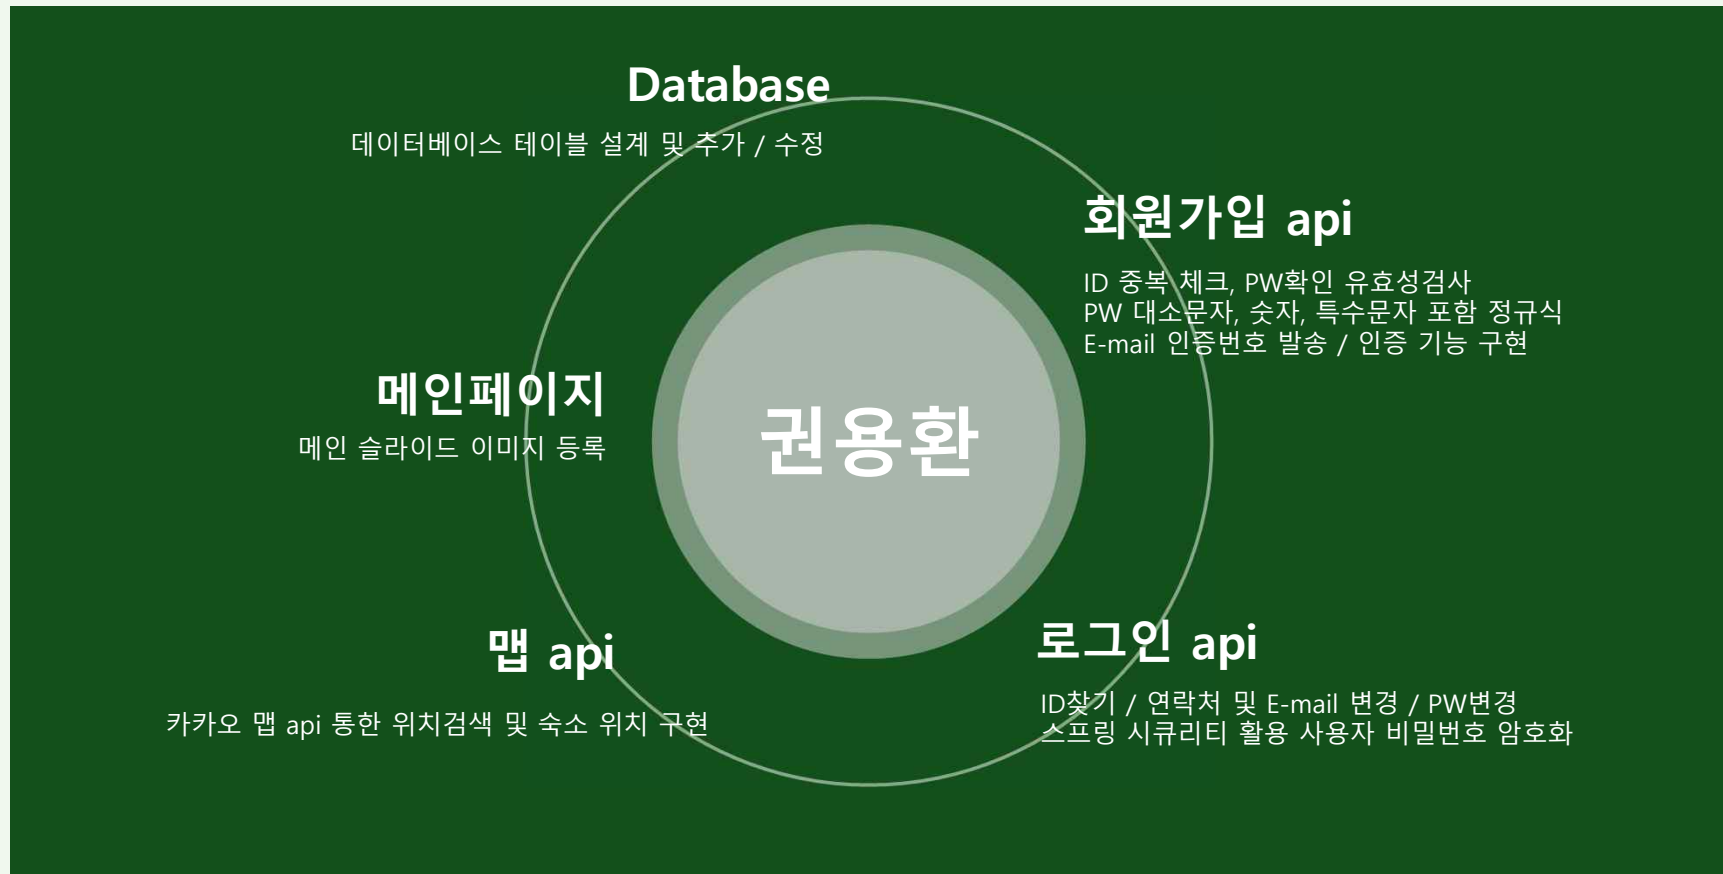 Database
데이터베이스 테이블 설계 및 추가 / 수정
회원가입 api
ID 중복 체크, PW확인 유효성검사
PW 대소문자, 숫자, 특수문자 포함 정규식
E-mail 인증번호 발송 / 인증 기능 구현
메인페이지
메인 슬라이드 이미지 등록
권용환
맵 api
카카오 맵 api 통한 위치검색 및 숙소 위치 구현
로그인 api
ID찾기 / 연락처 및 E-mail 변경 / PW변경
스프링 시큐리티 활용 사용자 비밀번호 암호화